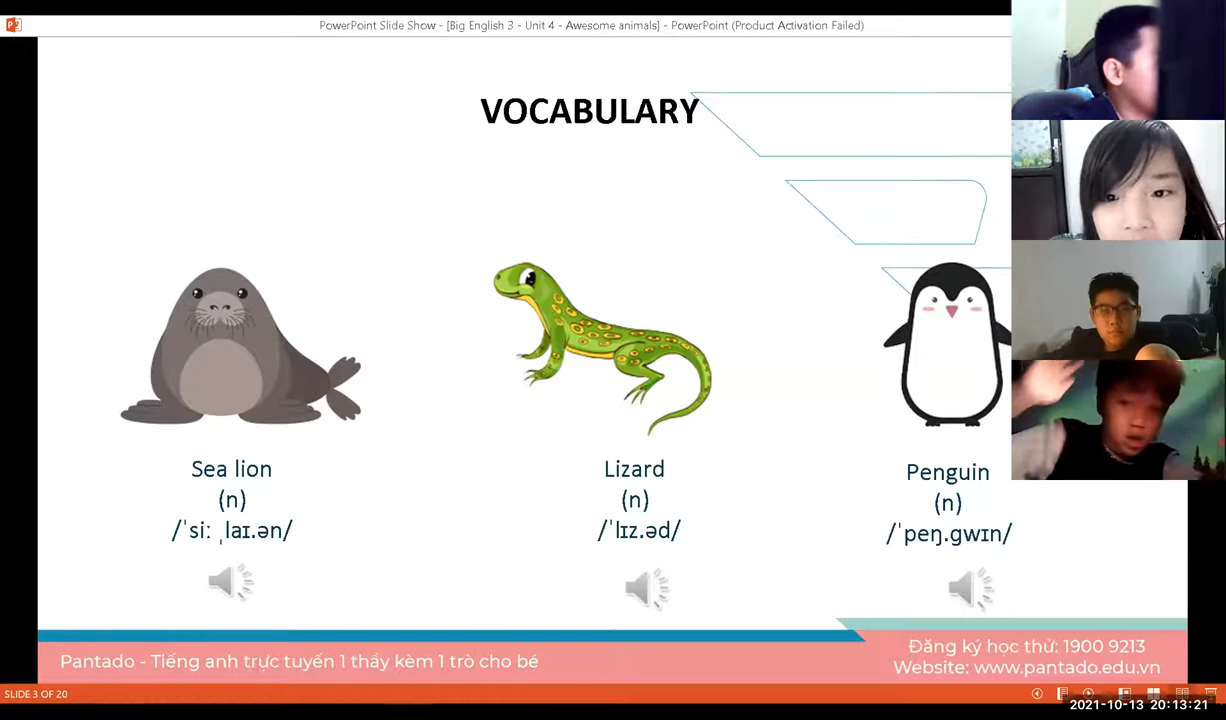 PowerPoint Slide Show - [Big English 3 - Unit 4 - Awesome animals] - PowerPoint (Product Activation Failed)
VOCABULARY
Sea lion
(n)
/ˈsiː ˌlaɪ.ən/
Lizard
(n)
/ˈlɪz.əd/
Penguin
(n)
/ˈpeŋ.gwɪn/
Pantado - Tiếng anh trực tuyến 1 thầy kèm 1 trò cho bé
Đăng ký học thử: 1900 9213
Website: www.pantado.edu.vn
SLIDE 3 OF 20
2021-10-13 20:13:21